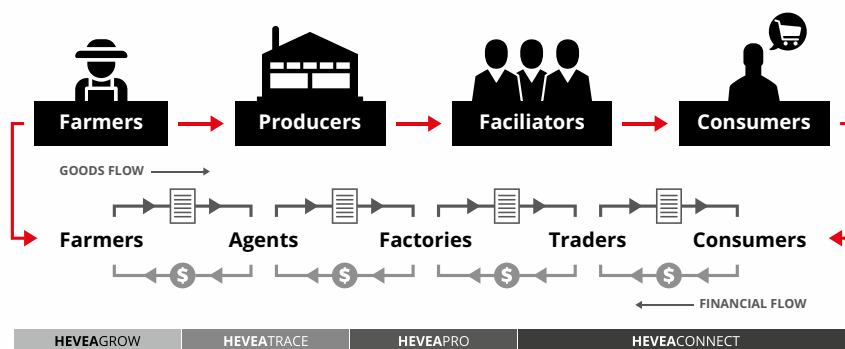 Farmers Producers Faciliators Consumers
GOODS FLOW
Farmers Agents Factories Traders Consumers
$ $ $ $
FINANCIAL FLOW
HEVEAGROW HEVEATRACE HEVEAPRO HEVEACONNECT